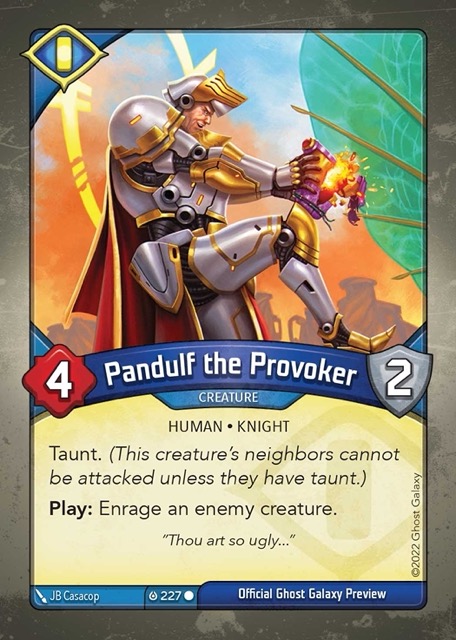 4
Pandulf the Provoker
2
CREATURE
HUMAN • KNIGHT
Taunt. (This creature's neighbors cannot
be attacked unless they have taunt.)
Play: Enrage an enemy creature.
"Thou art so ugly..."
©2022 Ghost Galaxy
JB Casacop
227
Official Ghost Galaxy Preview